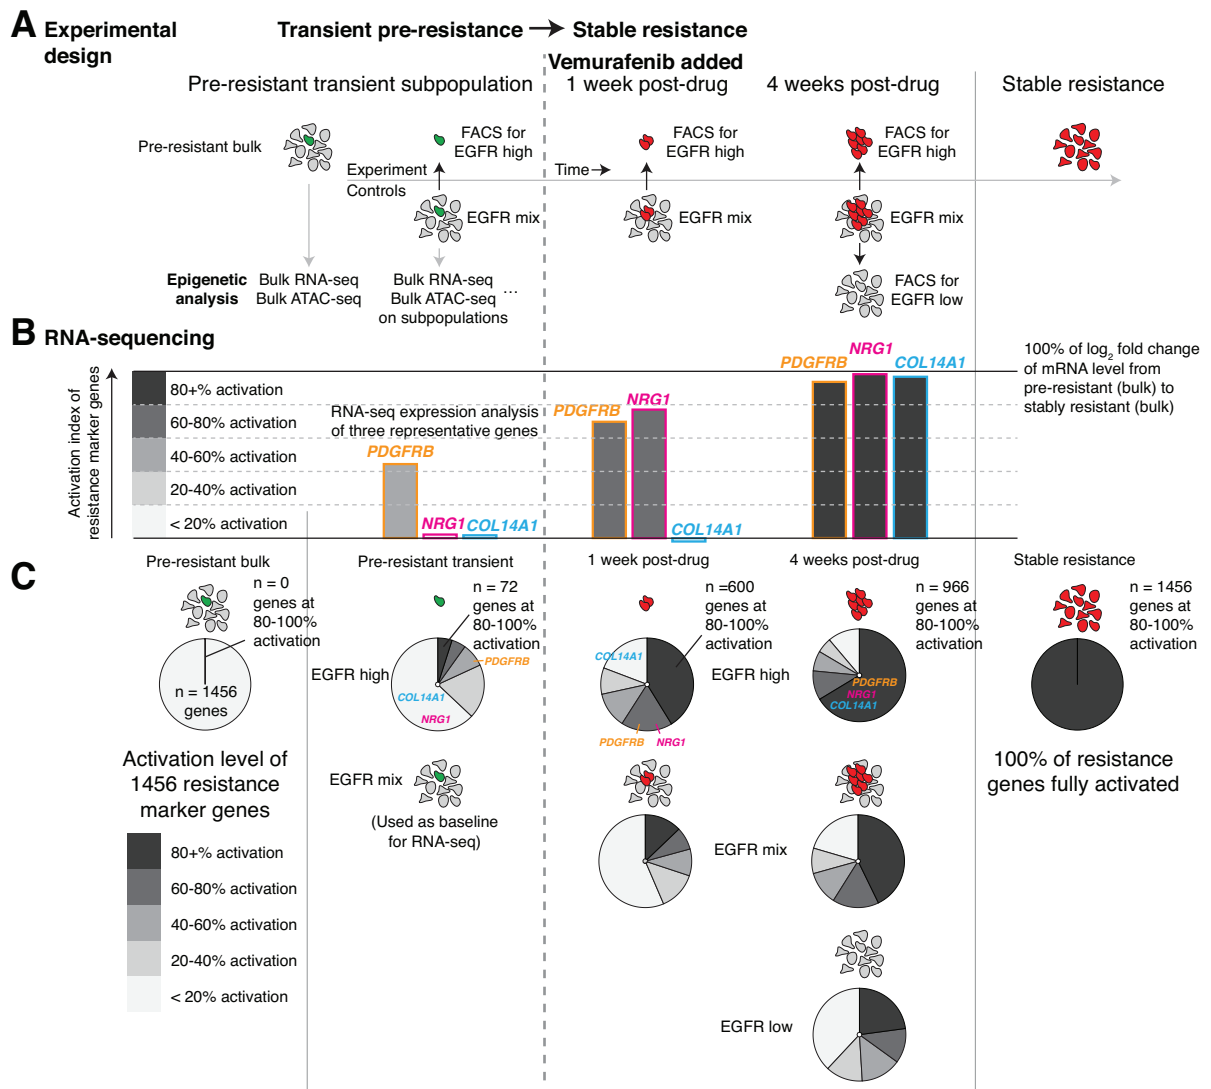 A Experimental
design
Transient pre-resistance → Stable resistance
Vemurafenib added
Pre-resistant transient subpopulation
1 week post-drug
4 weeks post-drug
Stable resistance
Pre-resistant bulk
FACS for
EGFR high
FACS for
EGFR high
FACS for
EGFR high
Experiment
Controls
Time
EGFR mix
EGFR mix
EGFR mix
Epigenetic
analysis
Bulk RNA-seq
Bulk ATAC-seq
Bulk RNA-seq
Bulk ATAC-seq
on subpopulations
...
FACS for
EGFR low
B RNA-sequencing
Activation index of
resistance marker genes
80+% activation
60-80% activation
40-60% activation
20-40% activation
< 20% activation
RNA-seq expression analysis
of three representative genes
PDGFRB
NRG1
COL14A1
PDGFRB
NRG1
COL14A1
PDGFRB
NRG1
COL14A1
100% of log2 fold change
of mRNA level from
pre-resistant (bulk) to
stably resistant (bulk)
C
Pre-resistant bulk
n = 0
genes at
80-100%
activation
n = 1456
genes
Pre-resistant transient
n = 72
genes at
80-100%
activation
EGFR high
PDGFRB
COL14A1
NRG1
1 week post-drug
n =600
genes at
80-100%
activation
COL14A1
PDGFRB
NRG1
EGFR high
4 weeks post-drug
n = 966
genes at
80-100%
activation
PDGFRB
NRG1
COL14A1
Stable resistance
n = 1456
genes at
80-100%
activation
100% of resistance
genes fully activated
Activation level of
1456 resistance
marker genes
80+% activation
60-80% activation
40-60% activation
20-40% activation
< 20% activation
EGFR mix
(Used as baseline
for RNA-seq)
EGFR mix
EGFR low